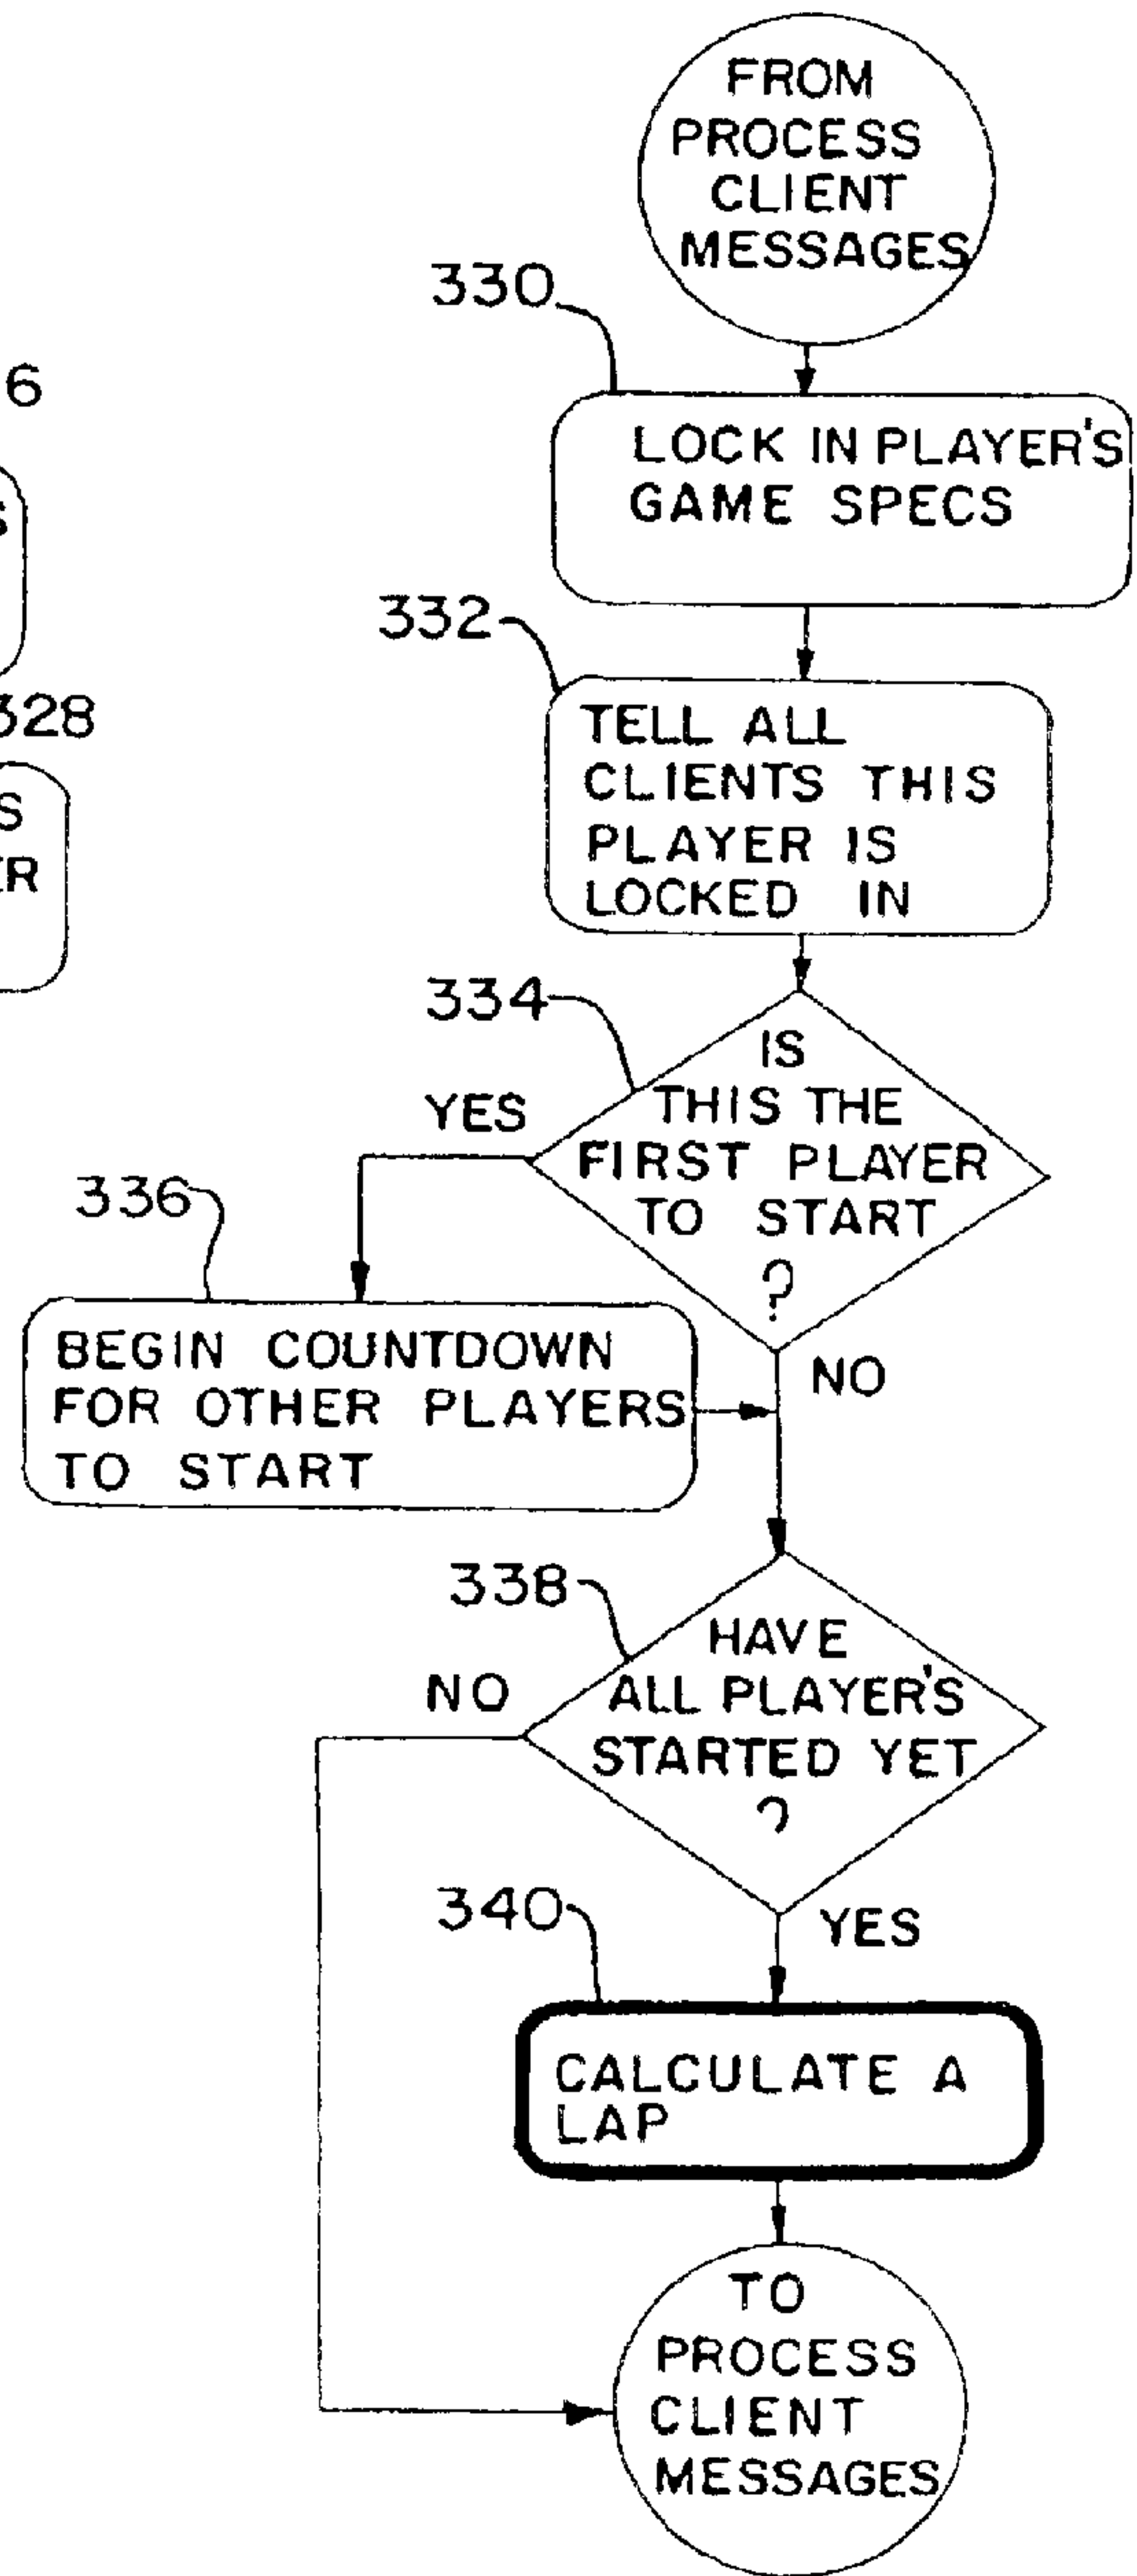 FROM
PROCESS
CLIENT
MESSAGES
330
6
LOCK IN PLAYER'S
GAME SPECS
S
332
328
TELL ALL
CLIENTS THIS
PLAYER IS
LOCKED IN
S
ER
334
IS
THIS THE
FIRST PLAYER
TO START
?
YES
336
NO
BEGIN COUNTDOWN
FOR OTHER PLAYERS
TO START
338
HAVE
ALL PLAYER'S
STARTED YET
?
NO
340
YES
CALCULATE A
LAP
TO
PROCESS
CLIENT
MESSAGES